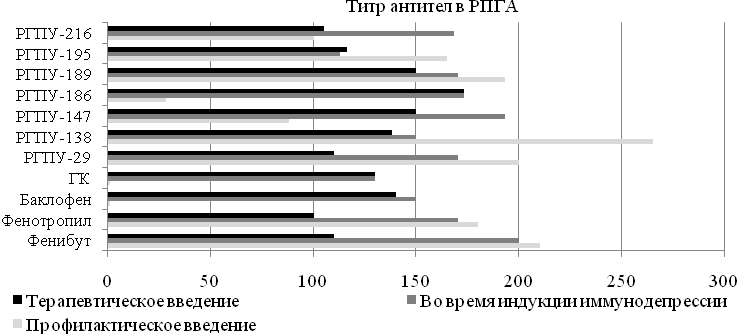 Титр антител в РПГА
РГПУ-216
РГПУ-195
РГПУ-189
РГПУ-186
РГПУ-147
РГПУ-138
РГПУ-29
ГК
Баклофен
Фенотропил
Фенибут
0 50 100 150 200 250 300
Терапевтическое введение
Во время индукции иммунодепрессии
Профилактическое введение